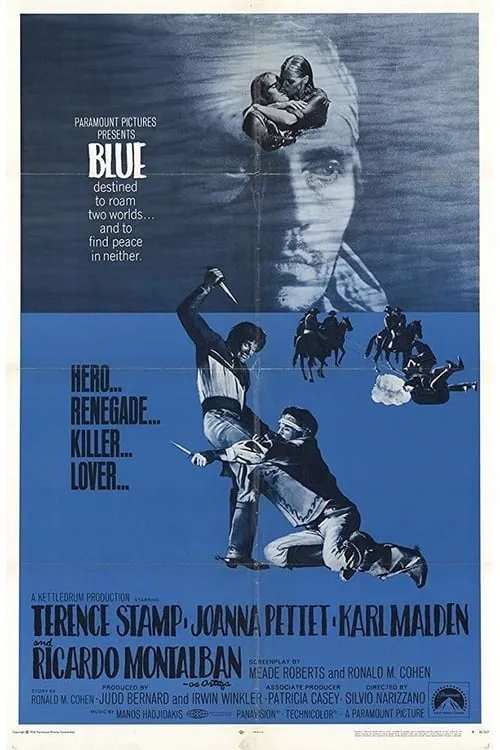 PARAMOUNT PICTURES
PRESENTS
BLUE
destined
to roam
two worlds...
and to
find peace
in neither.
HERO...
RENEGADE...
KILLER...
LOVER...
A KETTLEDRUM PRODUCTION STARRING
TERENCE STAMP · JOANNA PETTET · KARL MALDEN
and
RICARDO MONTALBAN
-as Ortega
SCREENPLAY BY
MEADE ROBERTS and RONALD M. COHEN
STORY BY
RONALD M. COHEN ·
PRODUCED BY
JUDD BERNARD and IRWIN WINKLER ·
ASSOCIATE PRODUCER
PATRICIA CASEY ·
DIRECTED BY
SILVIO NARIZZANO
MUSIC BY MANOS HADJIDAKIS PANAVISION® TECHNICOLOR® A PARAMOUNT PICTURE